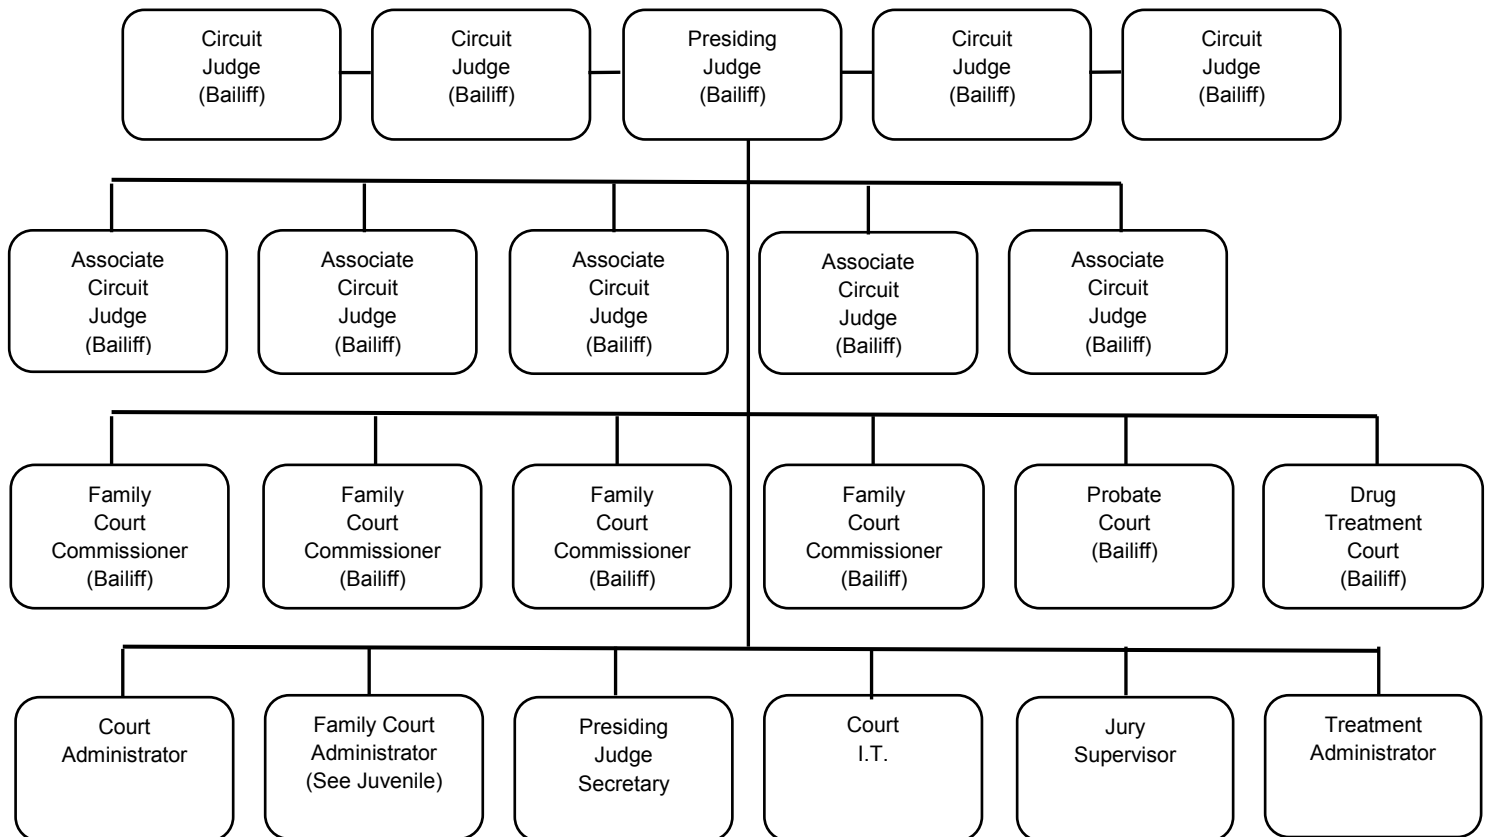 Circuit
Judge
(Bailiff)
Circuit
Judge
(Bailiff)
Presiding
Judge
(Bailiff)
Circuit
Judge
(Bailiff)
Circuit
Judge
(Bailiff)
Associate
Circuit
Judge
(Bailiff)
Associate
Circuit
Judge
(Bailiff)
Associate
Circuit
Judge
(Bailiff)
Associate
Circuit
Judge
(Bailiff)
Associate
Circuit
Judge
(Bailiff)
Family
Court
Commissioner
(Bailiff)
Family
Court
Commissioner
(Bailiff)
Family
Court
Commissioner
(Bailiff)
Family
Court
Commissioner
(Bailiff)
Probate
Court
(Bailiff)
Drug
Treatment
Court
(Bailiff)
Court
Administrator
Family Court
Administrator
(See Juvenile)
Presiding
Judge
Secretary
Court
I.T.
Jury
Supervisor
Treatment
Administrator